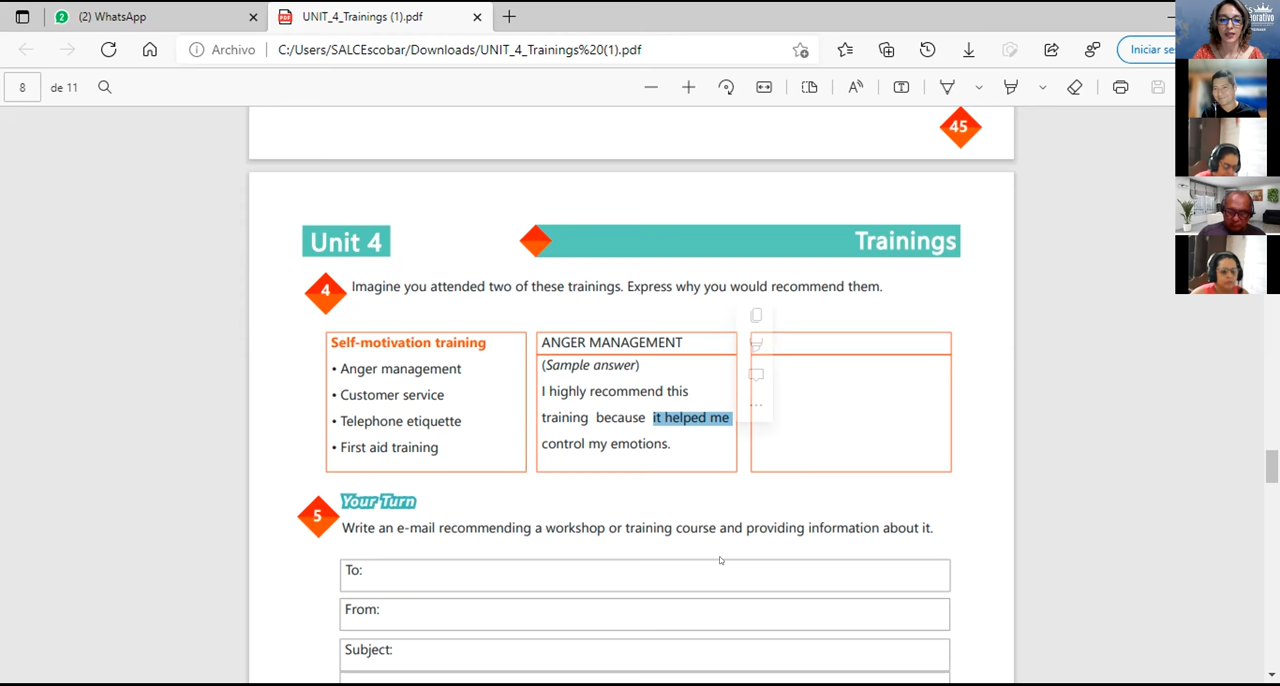 (2) WhatsApp
UNIT_4_Trainings (1).pdf
Archivo
C:/Users/SALCEscobar/Downloads/UNIT_4_Trainings%20(1).pdf
Iniciar se
8 de 11
45
Unit 4
Trainings
4 Imagine you attended two of these trainings. Express why you would recommend them.
Self-motivation training
• Anger management
• Customer service
• Telephone etiquette
• First aid training
ANGER MANAGEMENT
(Sample answer)
I highly recommend this
training because it helped me
control my emotions.
5 Your Turn
Write an e-mail recommending a workshop or training course and providing information about it.
To:
From:
Subject: